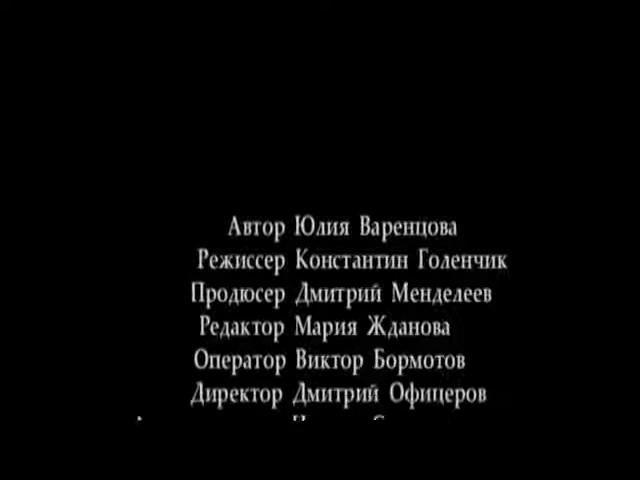 Автор Юлия Варенцова
Режиссер Константин Голенчик
Продюсер Дмитрий Менделеев
Редактор Мария Жданова
Оператор Виктор Бормотов
Директор Дмитрий Офицеров